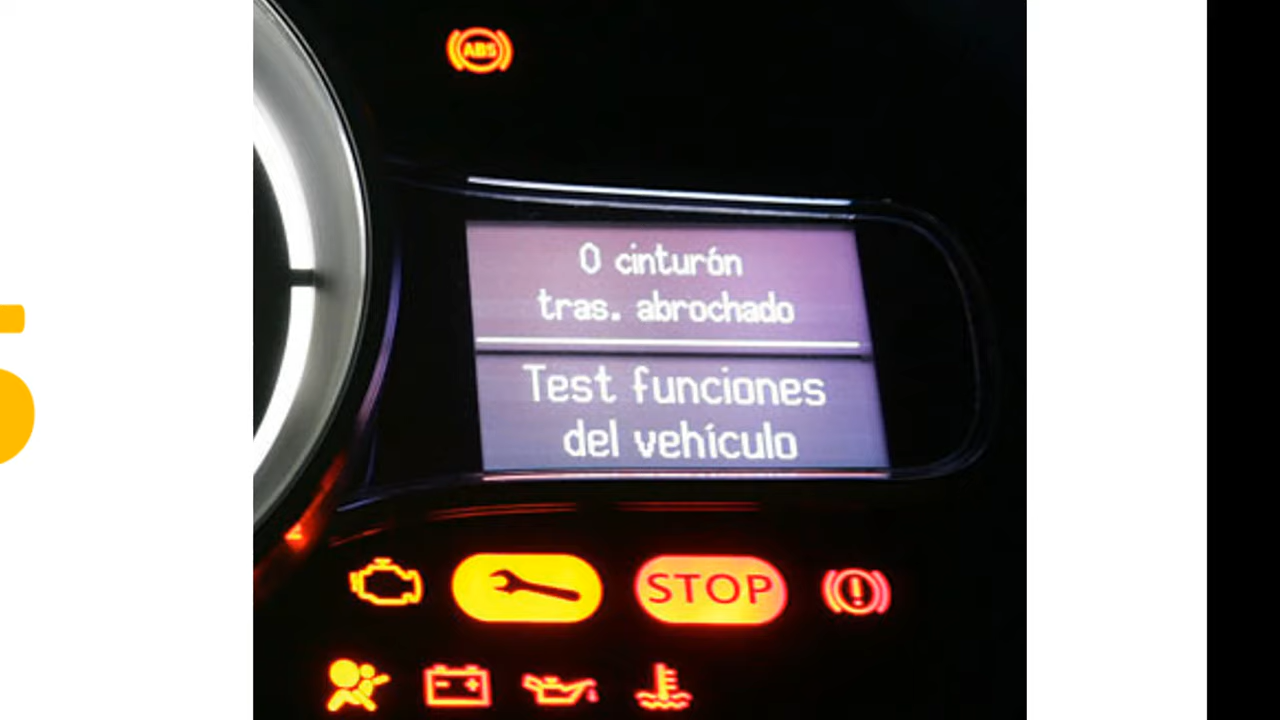 ABS
0 cinturón
tras. abrochado
Test funciones
del vehículo
STOP